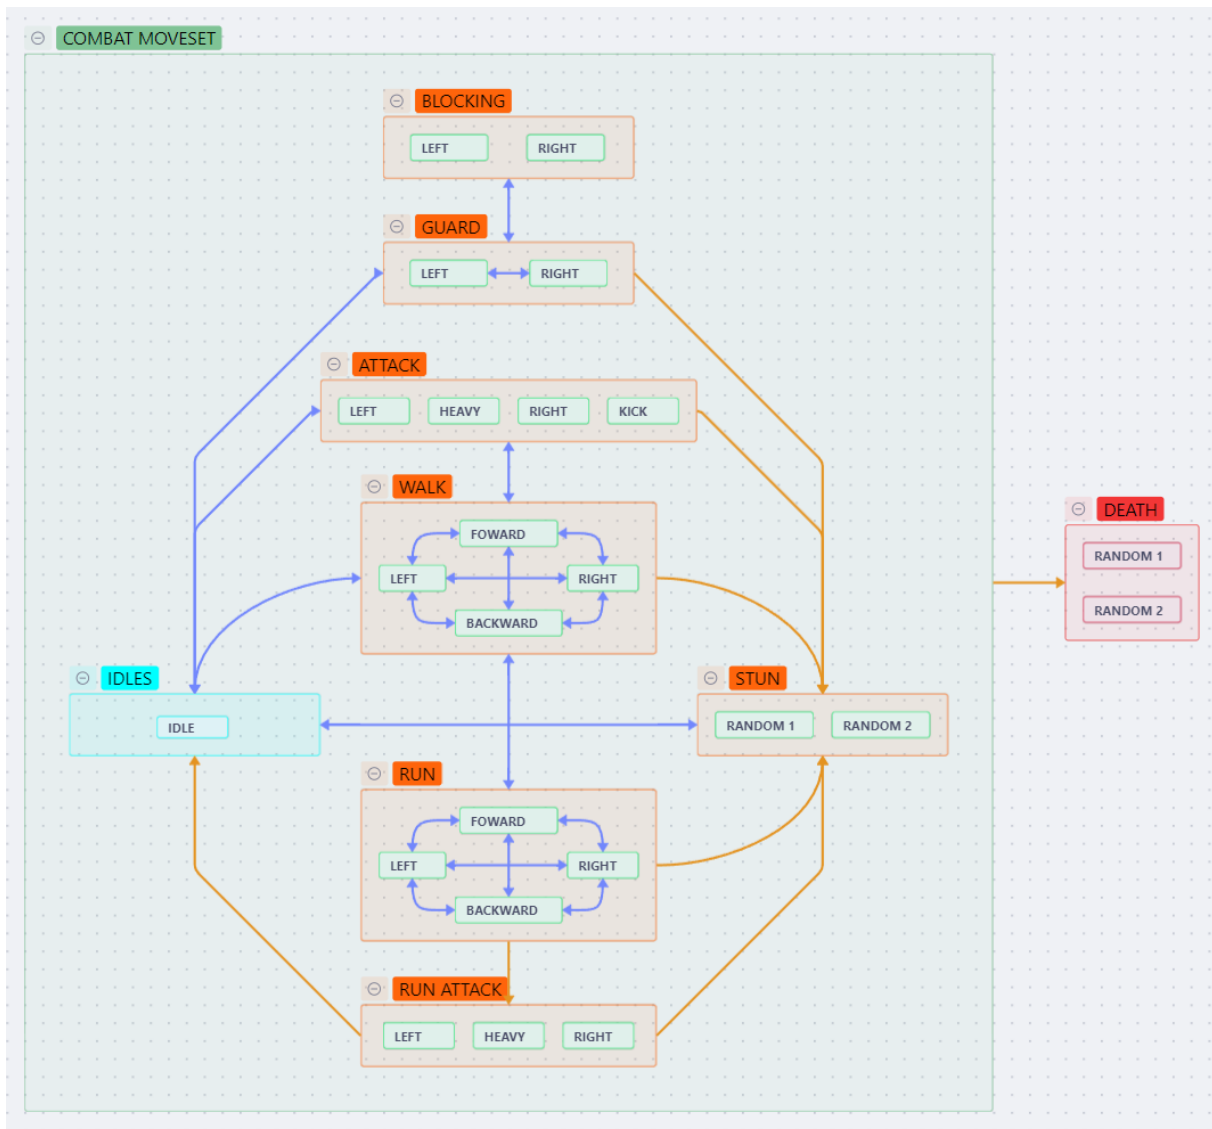 COMBAT MOVESET
BLOCKING
LEFT
RIGHT
GUARD
LEFT
RIGHT
ATTACK
LEFT
HEAVY
RIGHT
KICK
WALK
FOWARD
LEFT
RIGHT
BACKWARD
IDLES
IDLE
STUN
RANDOM 1
RANDOM 2
RUN
FOWARD
LEFT
RIGHT
BACKWARD
RUN ATTACK
LEFT
HEAVY
RIGHT
DEATH
RANDOM 1
RANDOM 2